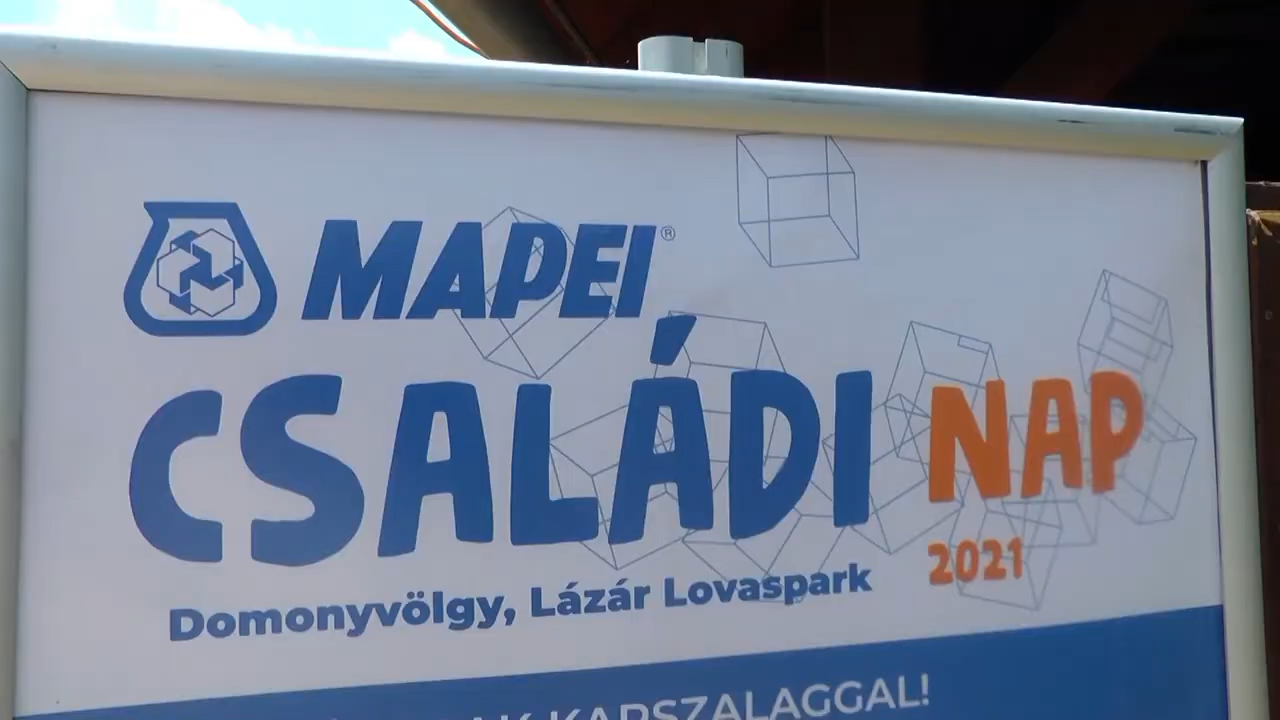 MAPEI®
CSALÁDI NAP
2021
Domonyvölgy, Lázár Lovaspark
KARSZALAGGAL!